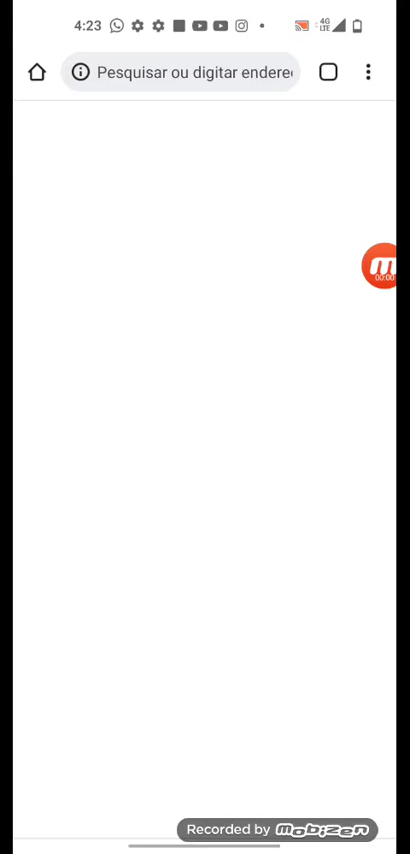 4:23
4G
LTE
Pesquisar ou digitar endere
00:00
Recorded by mobizen